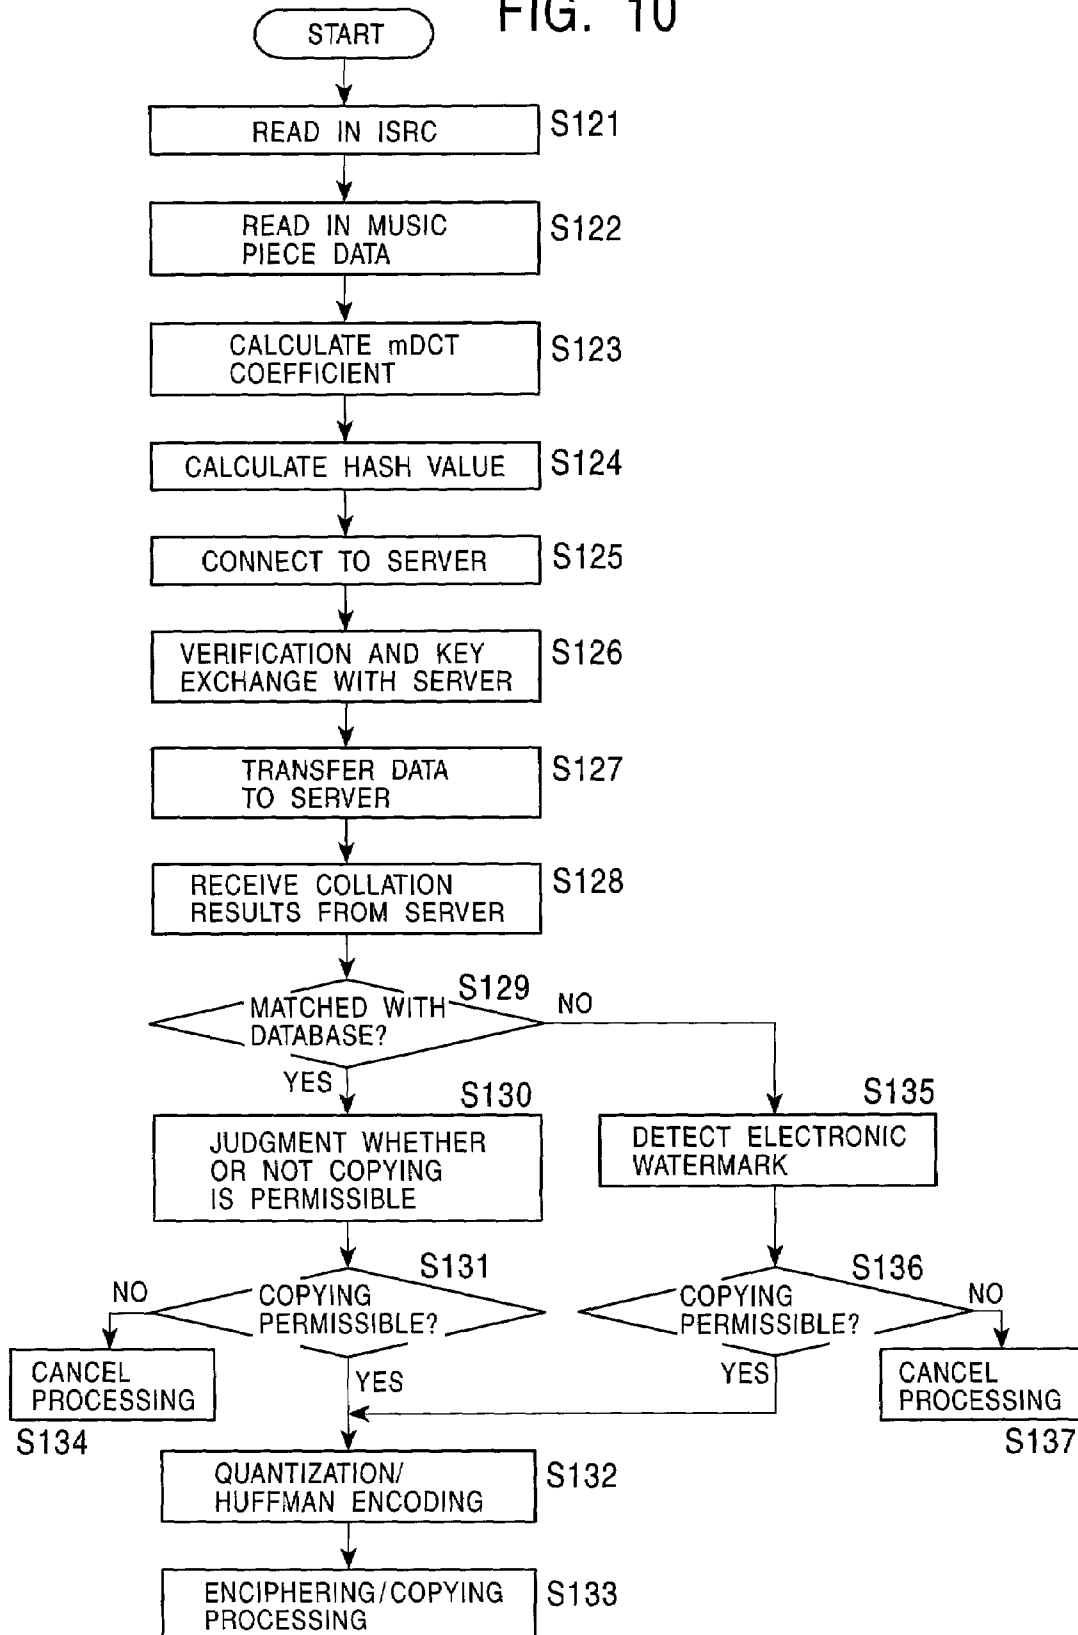 FIG. 10
START
READ IN ISRC
S121
READ IN MUSIC
PIECE DATA
S122
CALCULATE mDCT
COEFFICIENT
S123
CALCULATE HASH VALUE
S124
CONNECT TO SERVER
S125
VERIFICATION AND KEY
EXCHANGE WITH SERVER
S126
TRANSFER DATA
TO SERVER
S127
RECEIVE COLLATION
RESULTS FROM SERVER
S128
S129
MATCHED WITH
DATABASE?
NO
YES
S130
JUDGMENT WHETHER
OR NOT COPYING
IS PERMISSIBLE
S135
DETECT ELECTRONIC
WATERMARK
S131
COPYING
PERMISSIBLE?
NO
YES
CANCEL
PROCESSING
S134
S136
COPYING
PERMISSIBLE?
NO
YES
CANCEL
PROCESSING
S137
QUANTIZATION/
HUFFMAN ENCODING
S132
ENCIPHERING/COPYING
PROCESSING
S133